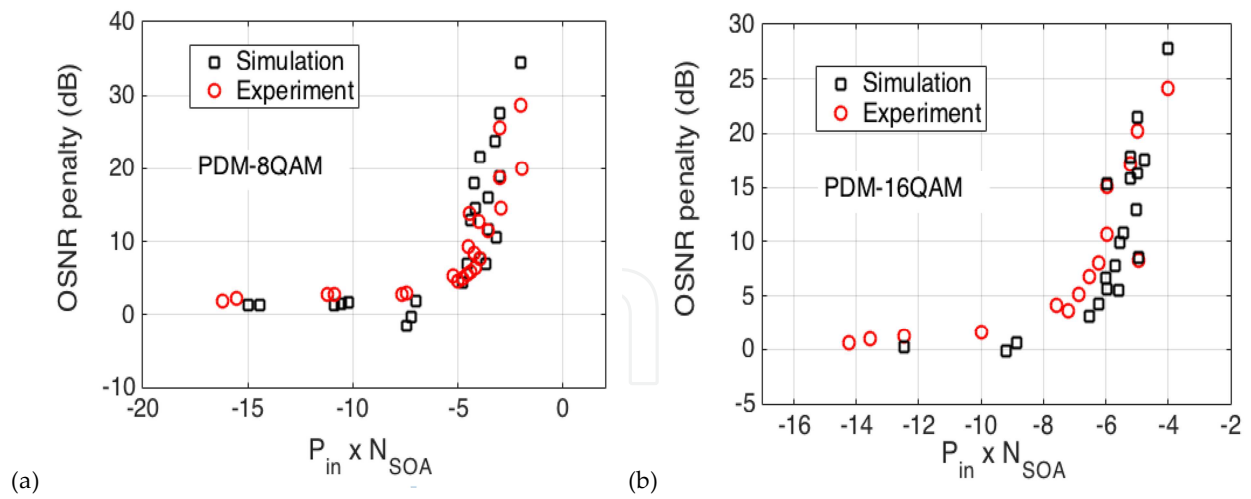 40
30
20
10
0
-10
OSNR penalty (dB)
Simulation
Experiment
PDM-8QAM
-20
-15
-10
-5
0
P_in x N_SOA
(a)
30
25
20
15
10
5
0
-5
OSNR penalty (dB)
Simulation
Experiment
PDM-16QAM
-16
-14
-12
-10
-8
-6
-4
-2
P_in x N_SOA
(b)